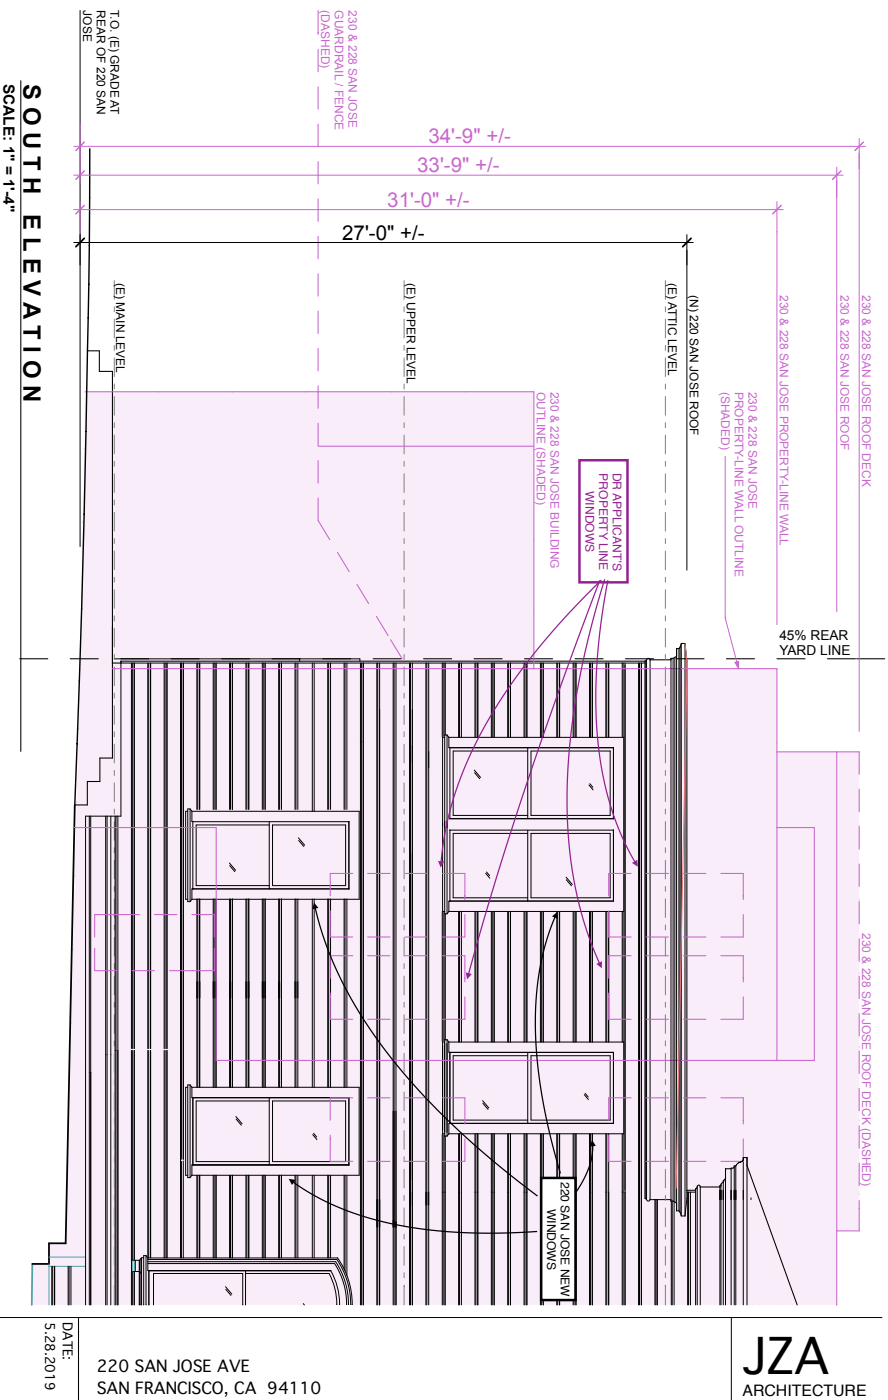 230 & 228 SAN JOSE ROOF DECK
230 & 228 SAN JOSE ROOF
230 & 228 SAN JOSE PROPERTY-LINE WALL
230 & 228 SAN JOSE
PROPERTY-LINE WALL OUTLINE
(SHADED)
(N) 220 SAN JOSE ROOF
(E) ATTIC LEVEL
34'-9" +/-
33'-9" +/-
31'-0" +/-
27'-0" +/-
45% REAR
YARD LINE
230 & 228 SAN JOSE ROOF DECK (DASHED)
DR APPLICANT'S
PROPERTY LINE
WINDOWS
230 & 228 SAN JOSE BUILDING
OUTLINE (SHADED)
220 SAN JOSE NEW
WINDOWS
(E) UPPER LEVEL
230 & 228 SAN JOSE
GUARDRAIL / FENCE
(DASHED)
(E) MAIN LEVEL
T.O. (E) GRADE AT
REAR OF 220 SAN
JOSE
SOUTH ELEVATION
SCALE: 1" = 1'-4"
JZA
ARCHITECTURE
220 SAN JOSE AVE
SAN FRANCISCO, CA 94110
DATE:
5.28.2019